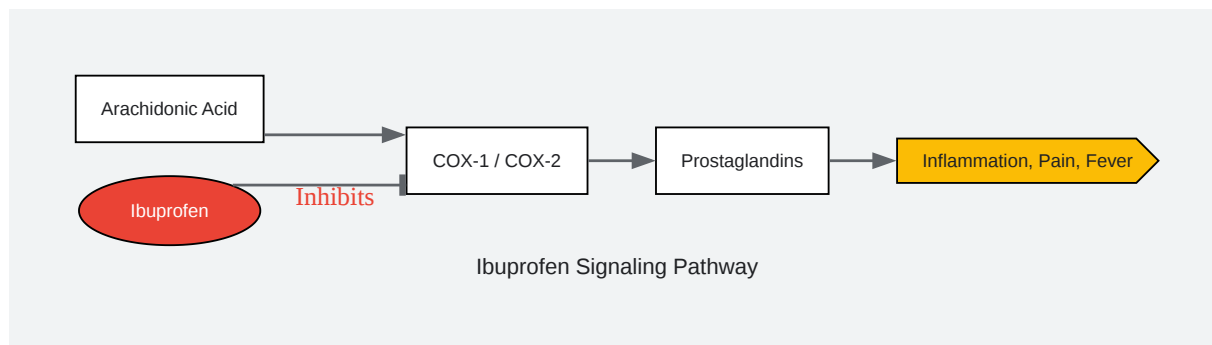 Arachidonic Acid
COX-1 / COX-2
Prostaglandins
Inflammation, Pain, Fever
Inhibits
Ibuprofen
Ibuprofen Signaling Pathway